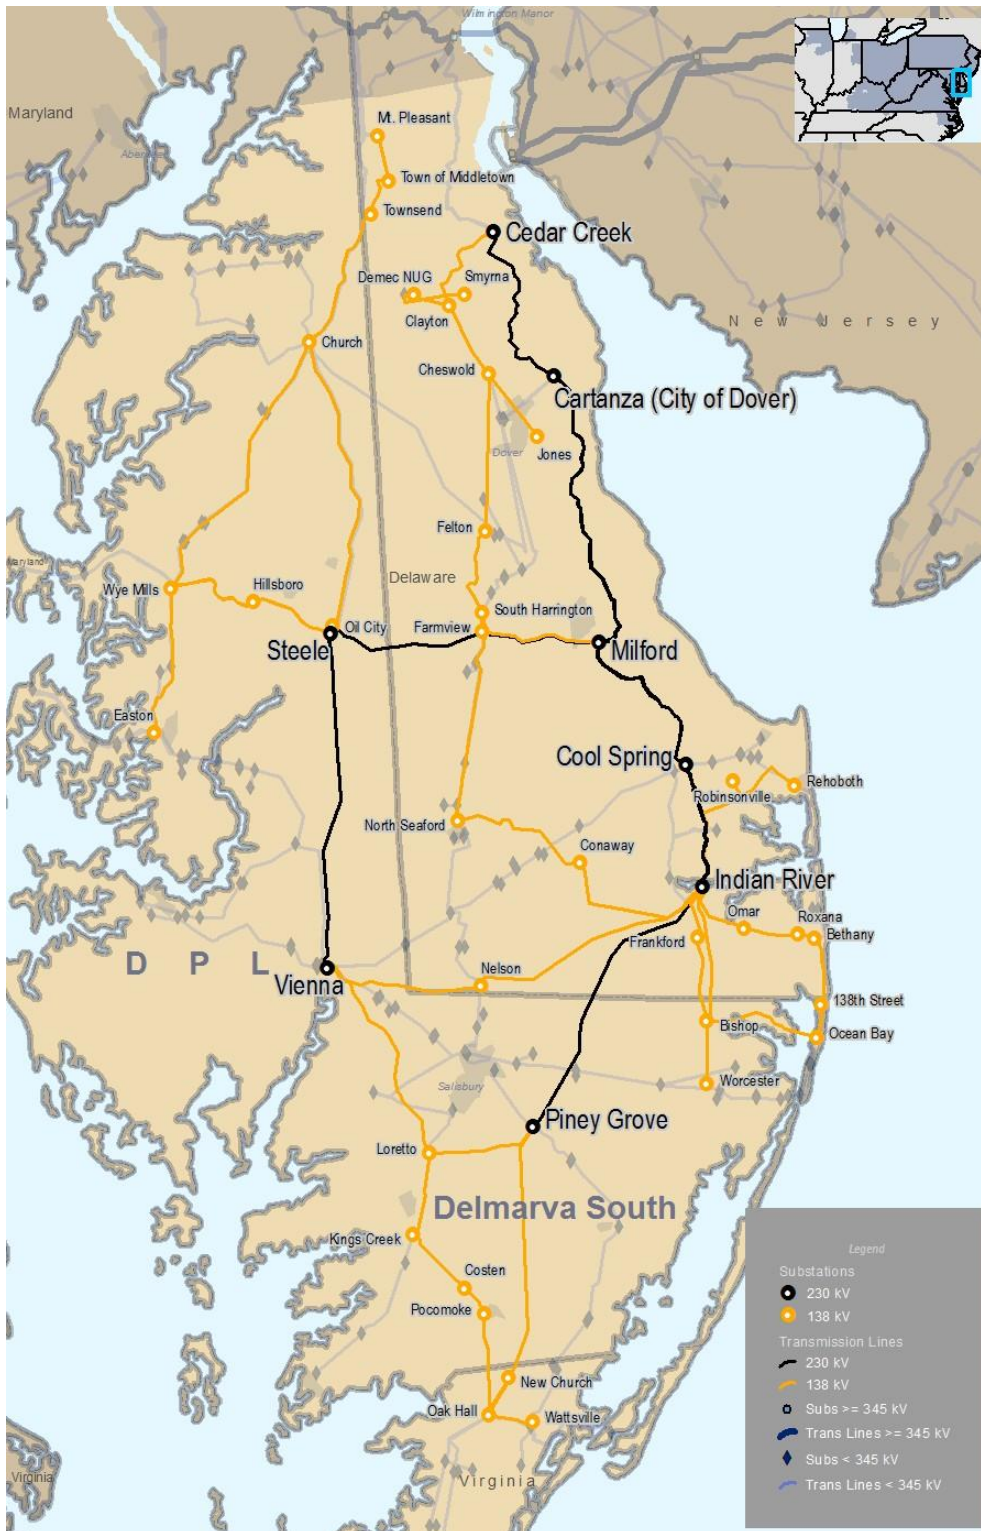 Wilmington Manor
Maryland
Mt. Pleasant
Town of Middletown
Townsend
Cedar Creek
Demec NUG
Smyrna
Clayton
New Jersey
Church
Cheswold
Cartanza (City of Dover)
Dover
Jones
Felton
Maryland
Delaware
Wye Mills
Hillsboro
South Harrington
Oil City
Farmview
Steele
Milford
Easton
Cool Spring
Rehoboth
Robinsonville
North Seaford
Conaway
Indian River
Omar
Roxana
Frankford
Bethany
D P L
Nelson
Vienna
138th Street
Bishop
Ocean Bay
Salisbury
Worcester
Piney Grove
Loretto
Delmarva South
Kings Creek
Costen
Pocomoke
New Church
Oak Hall
Wattsville
Virginia
Virginia
Legend
Substations
230 kV
138 kV
Transmission Lines
230 kV
138 kV
Subs >= 345 kV
Trans Lines >= 345 kV
Subs < 345 kV
Trans Lines < 345 kV